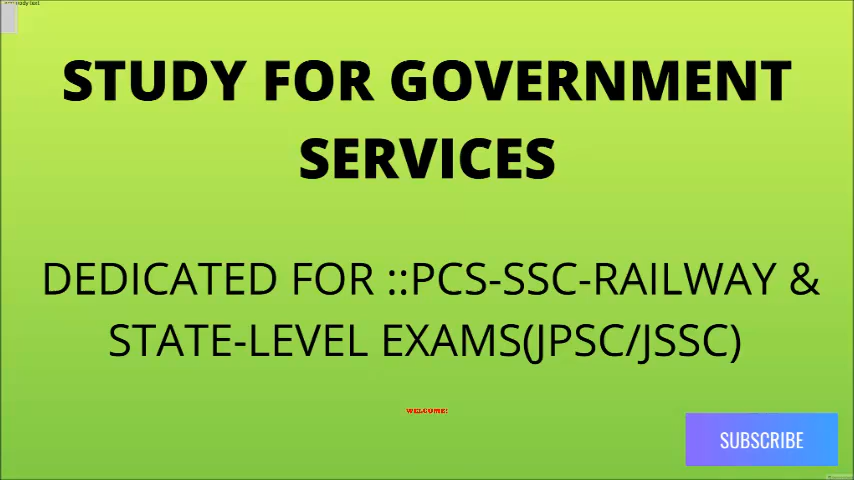 STUDY FOR GOVERNMENT
SERVICES
DEDICATED FOR ::PCS-SSC-RAILWAY &
STATE-LEVEL EXAMS(JPSC/JSSC)
WELCOME!
SUBSCRIBE